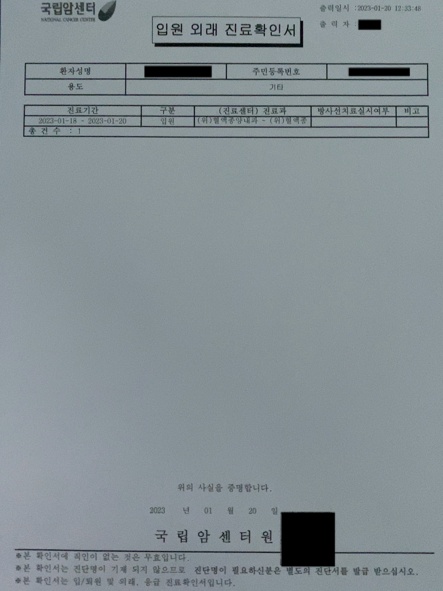 국립암센터
NATIONAL CANCER CENTER
출력일시 :2023-01-20 12:33:48
출 력 자 :
입원 외래 진료확인서
환자성명 주민등록번호
용도 기타
진료기간 구분 (진료센터) 진료과 방사선치료실시여부 비고
2023-01-18 - 2023-01-20 입원 (위)혈액종양내과 - (위)혈액종
총 건 수 : 1
위의 사실을 증명합니다.
2023 년 01 월 20 일
국 립 암 센 터 원
※본 확인서에 직인이 없는 것은 무효입니다.
※본 확인서는 진단명이 기재 되지 않으므로 진단명이 필요하신분은 별도의 진단서를 발급 받으십시오.
※본 확인서는 입/퇴원 및 외래, 응급 진료확인서입니다.